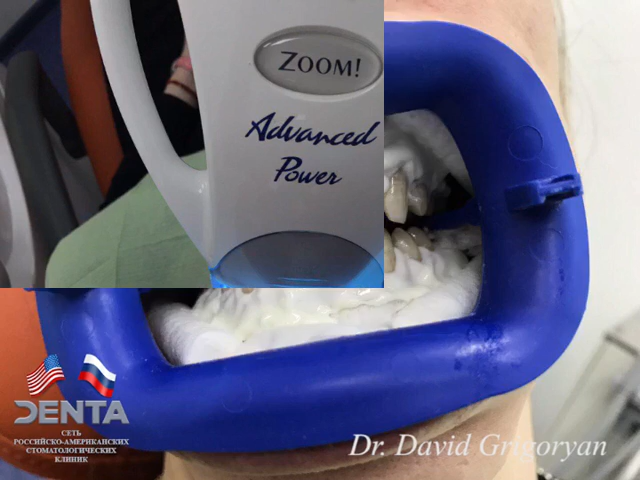 ZOOM!
Advanced
Power
DENTA
СЕТЬ
РОССИЙСКО-АМЕРИКАНСКИХ
СТОМАТОЛОГИЧЕСКИХ
КЛИНИК
Dr. David Grigoryan